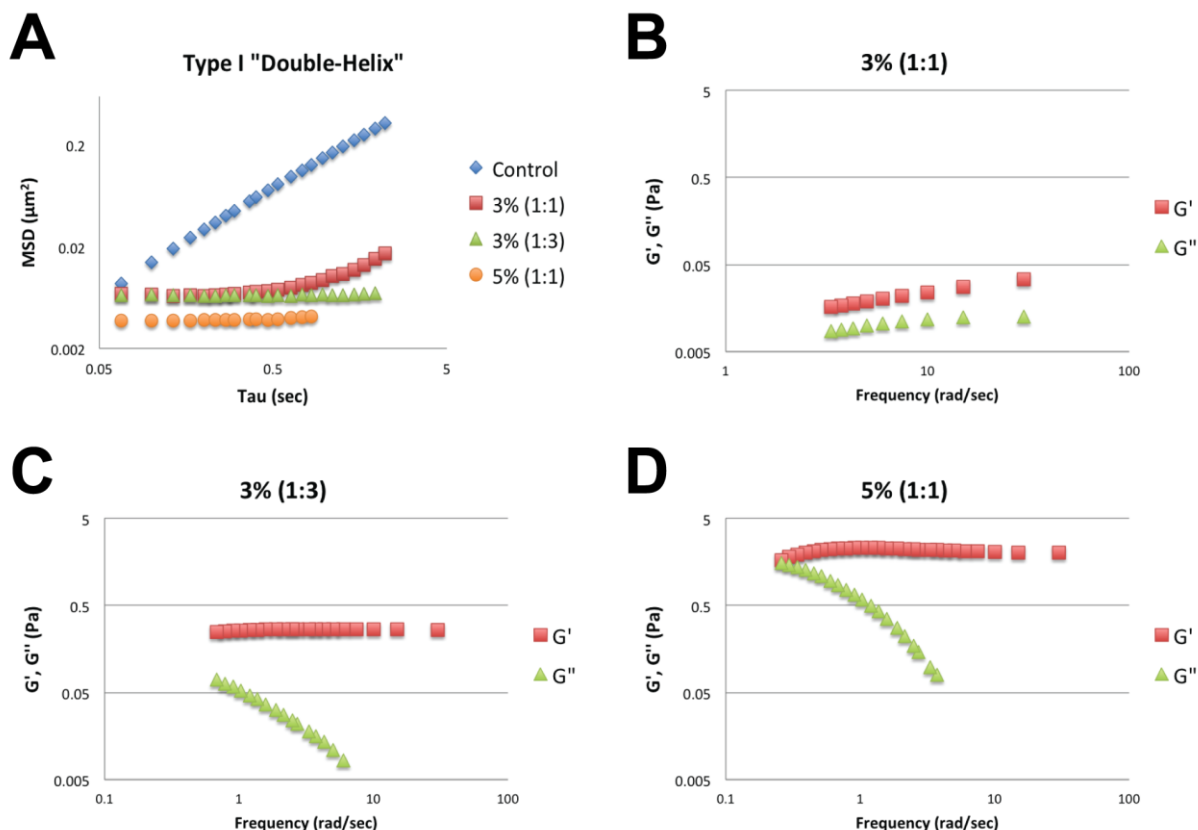 A
Type I "Double-Helix"
MSD (µm²)
0.2
0.02
0.002
0.05
0.5
5
Tau (sec)
Control
3% (1:1)
3% (1:3)
5% (1:1)
B
3% (1:1)
G', G'' (Pa)
5
0.5
0.05
0.005
1
10
100
Frequency (rad/sec)
G'
G''
C
3% (1:3)
G', G'' (Pa)
5
0.5
0.05
0.005
0.1
1
10
100
Frequency (rad/sec)
G'
G''
D
5% (1:1)
G', G'' (Pa)
5
0.5
0.05
0.005
0.1
1
10
100
Frequency (rad/sec)
G'
G''